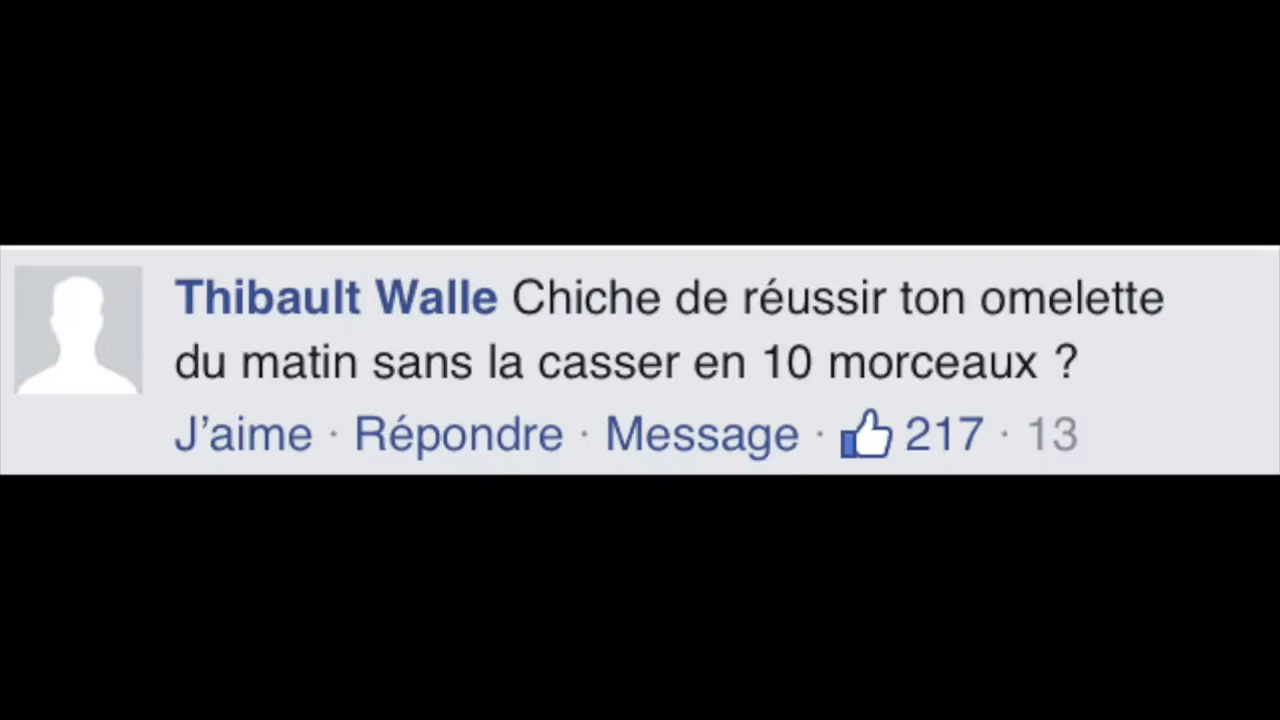 Thibault Walle Chiche de réussir ton omelette
du matin sans la casser en 10 morceaux ?
J’aime · Répondre · Message · 217 · 13